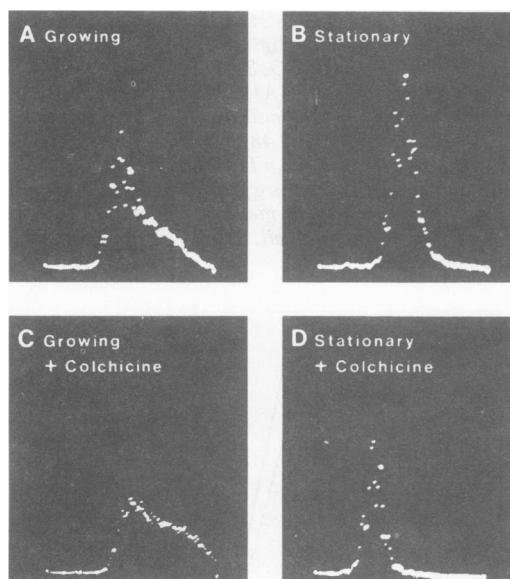 A Growing
B Stationary
C Growing
+ Colchicine
D Stationary
+ Colchicine